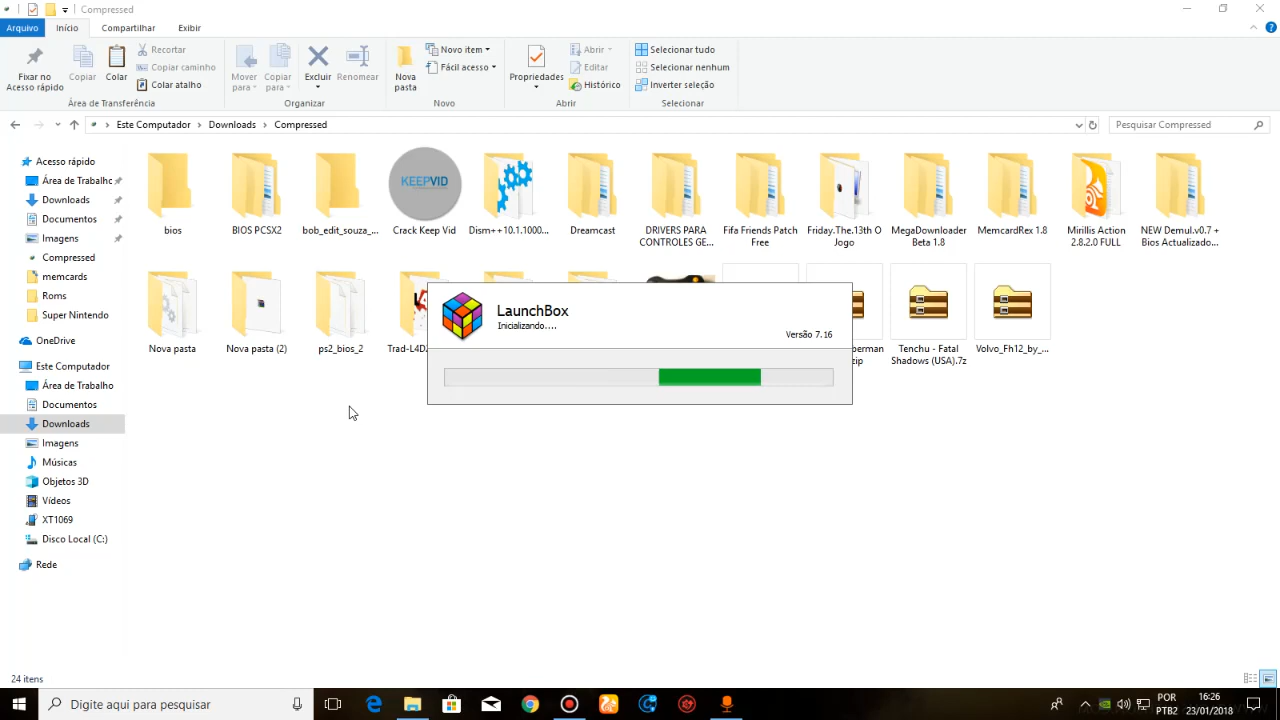 Compressed
Arquivo
Início
Compartilhar
Exibir
Fixar no
Acesso rápido
Copiar
Colar
Recortar
Copiar caminho
Colar atalho
Área de Transferência
Mover
para
Copiar
para
Excluir
Renomear
Organizar
Nova
pasta
Novo item
Fácil acesso
Novo
Propriedades
Abrir
Editar
Histórico
Abrir
Selecionar tudo
Selecionar nenhum
Inverter seleção
Selecionar
Este Computador > Downloads > Compressed
Pesquisar Compressed
Acesso rápido
Área de Trabalho
Downloads
Documentos
Imagens
Compressed
memcards
Roms
Super Nintendo
OneDrive
Este Computador
Área de Trabalho
Documentos
Downloads
Imagens
Músicas
Objetos 3D
Vídeos
XT1069
Disco Local (C:)
Rede
bios
BIOS PCSX2
bob_edit_souza_...
KEEPVID
Crack Keep Vid
Dism++10.1.1000...
Dreamcast
DRIVERS PARA
CONTROLES GE...
Fifa Friends Patch
Free
Friday.The.13th O
Jogo
MegaDownloader
Beta 1.8
MemcardRex 1.8
Mirillis Action
2.8.2.0 FULL
NEW Demul.v0.7 +
Bios Actualizado...
Nova pasta
Nova pasta (2)
ps2_bios_2
Trad-L4D2
Tenchu - Fatal
Shadows (USA).7z
Volvo_Fh12_by_...
LaunchBox
Inicializando....
Versão 7.16
24 itens
Digite aqui para pesquisar
POR
PTB2
16:26
23/01/2018